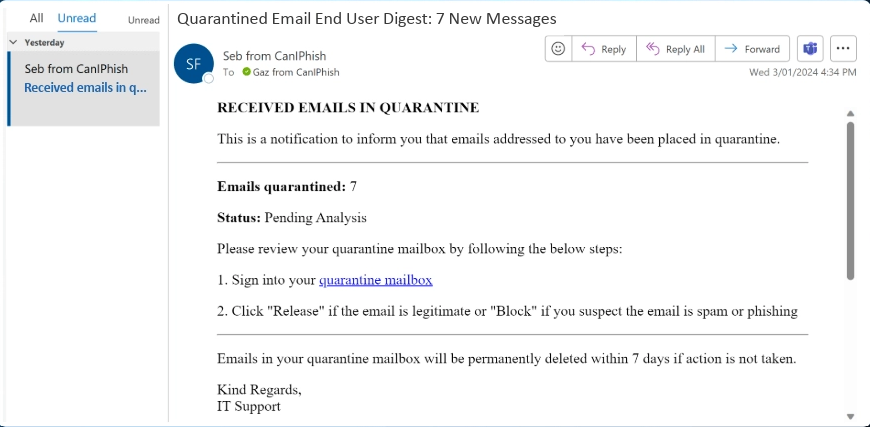 All Unread Unread
Yesterday
Seb from CanIPhish
Received emails in q...
Quarantined Email End User Digest: 7 New Messages
SF
Seb from CanIPhish
To Gaz from CanIPhish
Reply Reply All Forward
Wed 3/01/2024 4:34 PM
RECEIVED EMAILS IN QUARANTINE
This is a notification to inform you that emails addressed to you have been placed in quarantine.
Emails quarantined: 7
Status: Pending Analysis
Please review your quarantine mailbox by following the below steps:
1. Sign into your quarantine mailbox
2. Click "Release" if the email is legitimate or "Block" if you suspect the email is spam or phishing
Emails in your quarantine mailbox will be permanently deleted within 7 days if action is not taken.
Kind Regards,
IT Support